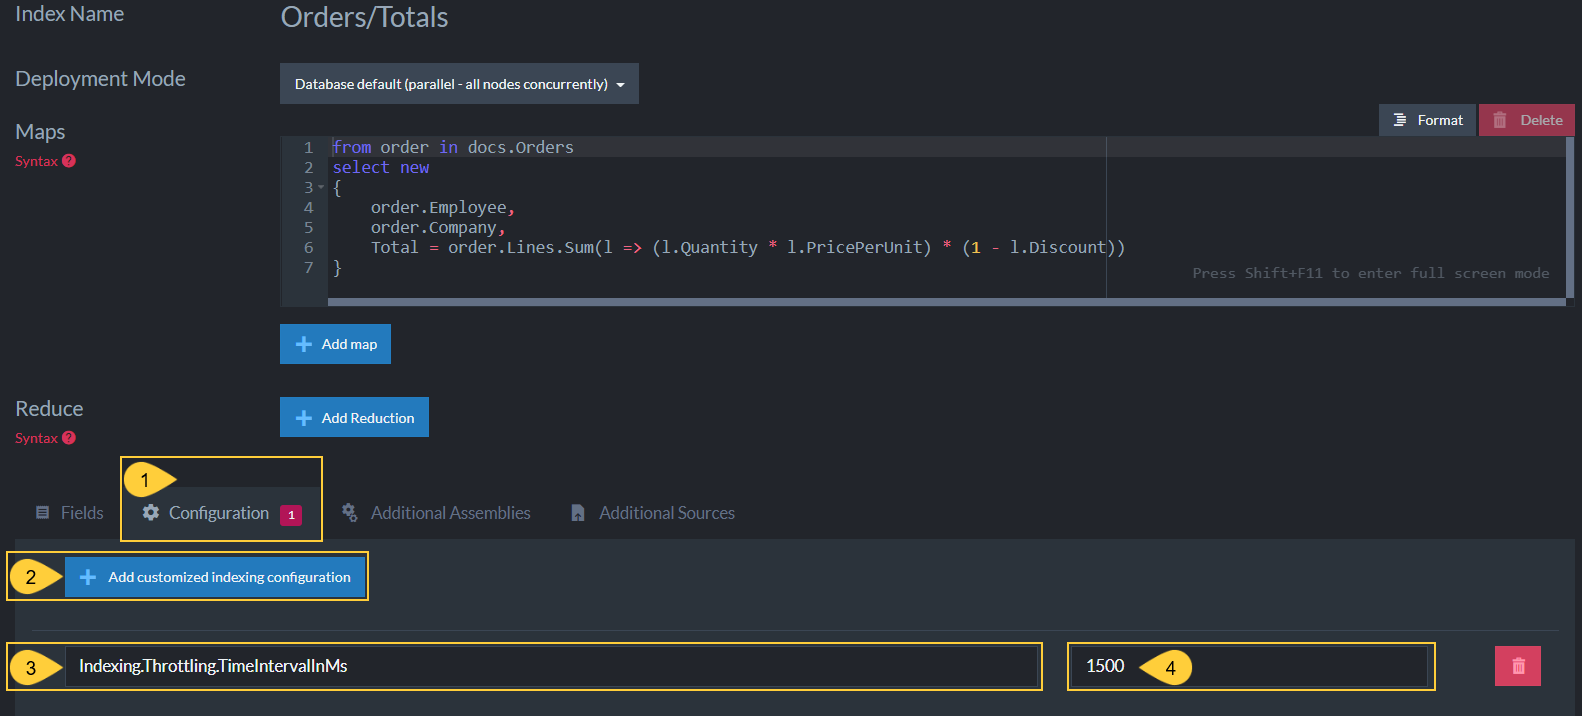 Index Name
Orders/Totals
Deployment Mode
Database default (parallel - all nodes concurrently)
Format
Delete
Maps
Syntax ?
1 from order in docs.Orders
2 select new
3 {
4     order.Employee,
5     order.Company,
6     Total = order.Lines.Sum(l => (l.Quantity * l.PricePerUnit) * (1 - l.Discount))
7 }
Press Shift+F11 to enter full screen mode
Add map
Reduce
Syntax ?
Add Reduction
1
Fields
Configuration 1
Additional Assemblies
Additional Sources
2 Add customized indexing configuration
3 Indexing.Throttling.TimeIntervalInMs
1500 4